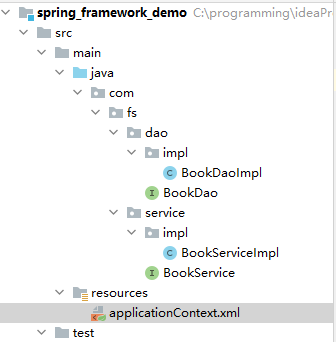 spring_framework_demo C:\programming\ideaPro
src
main
java
com
fs
dao
impl
BookDaoImpl
BookDao
service
impl
BookServiceImpl
BookService
resources
applicationContext.xml
test